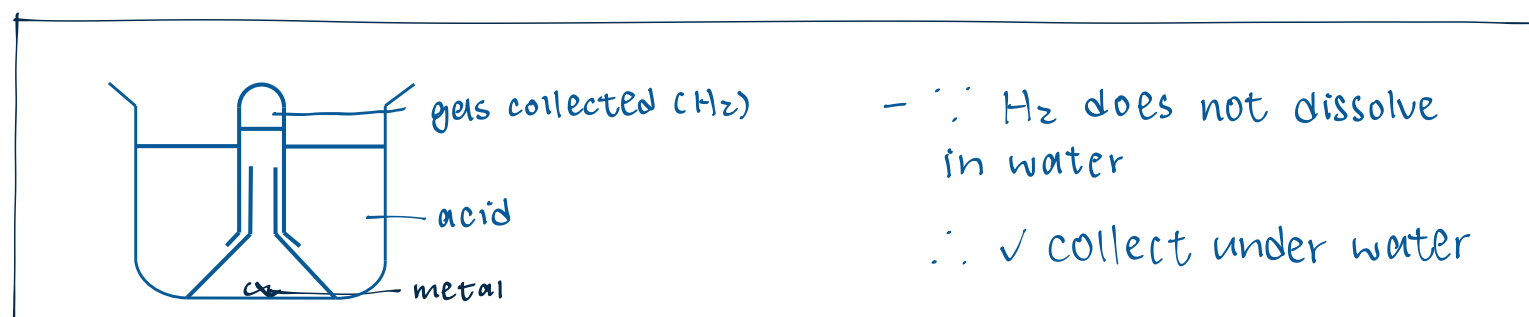 gas collected (H₂)
acid
metal
- ∵ H₂ does not dissolve
in water
∴ ✓ collect under water